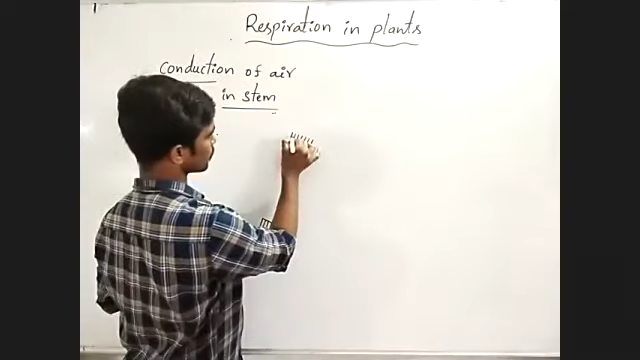 Respiration in plants
conduction of air
in stem